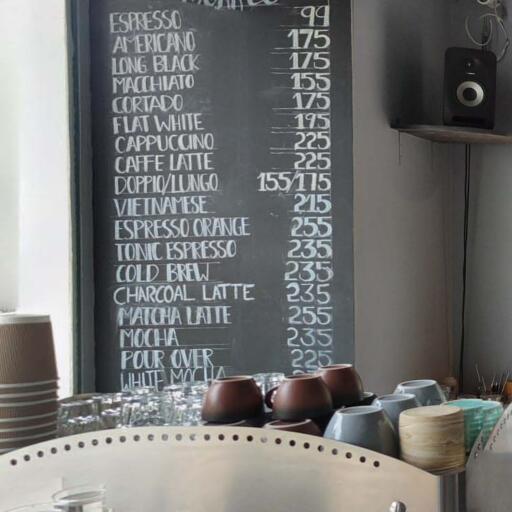 ESPRESSO 99
AMERICANO 175
LONG BLACK 175
MACCHIATO 155
CORTADO 175
FLAT WHITE 195
CAPPUCCINO 225
CAFFE LATTE 225
DOPPIO/LUNGO 155/175
VIETNAMESE 215
ESPRESSO ORANGE 255
TONIC ESPRESSO 235
COLD BREW 235
CHARCOAL LATTE 235
MATCHA LATTE 255
MOCHA 235
POUR OVER 225
WHITE MOCHA